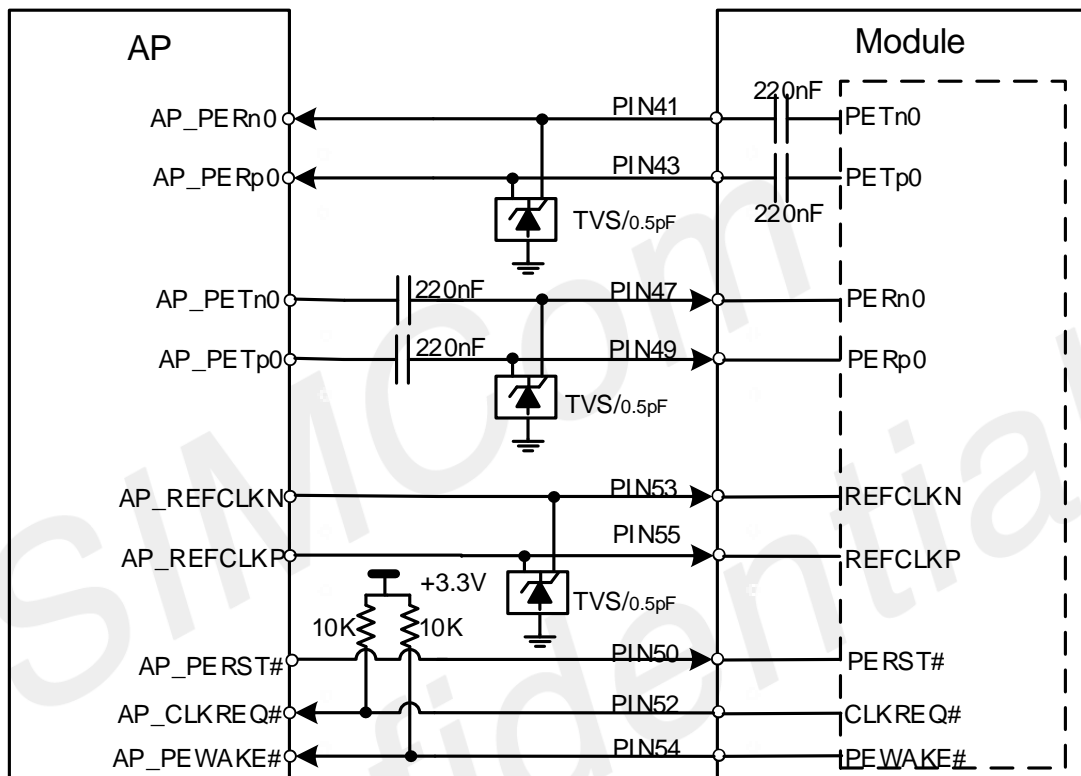 AP
Module
220nF
AP_PERn0
PIN41
PETn0
AP_PERp0
PIN43
PETp0
220nF
TVS/0.5pF
AP_PETn0
220nF
PIN47
PERn0
AP_PETp0
220nF
PIN49
PERp0
TVS/0.5pF
AP_REFCLKN
PIN53
REFCLKN
AP_REFCLKP
PIN55
REFCLKP
+3.3V
TVS/0.5pF
10K
10K
AP_PERST#
PIN50
PERST#
AP_CLKREQ#
PIN52
CLKREQ#
AP_PEWAKE#
PIN54
PEWAKE#
SIMCom
fidential